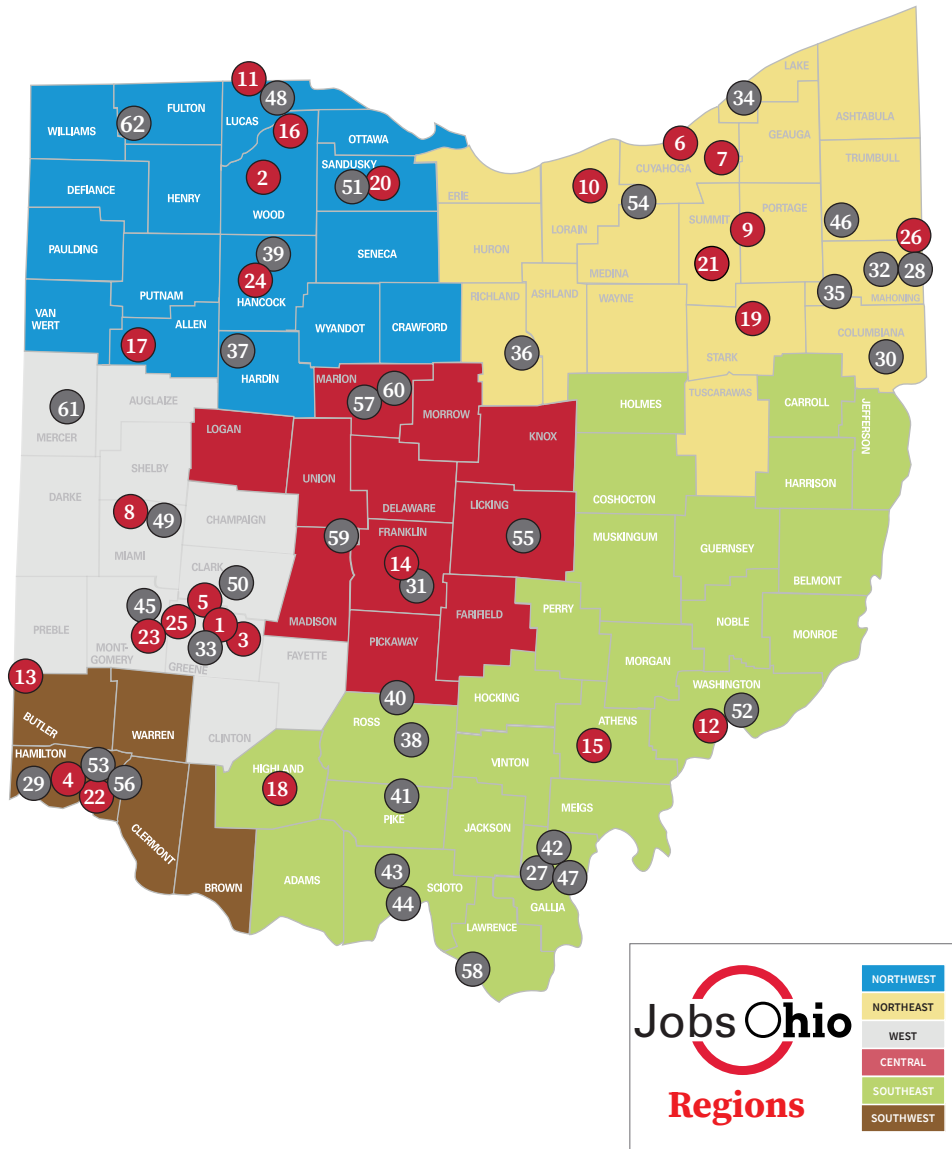 LAKE
11
34
48
FULTON
ASHTABULA
62
LUCAS
WILLIAMS
16
OTTAWA
GEAUGA
6
TRUMBULL
7
CUYAHOGA
SANDUSKY
2
51
20
10
DEFIANCE
HENRY
WOOD
ERIE
54
PORTAGE
SUMMIT
46
LORAIN
9
26
PAULDING
HURON
39
SENECA
21
32
28
24
MEDINA
35
PUTNAM
HANCOCK
RICHLAND
ASHLAND
WAYNE
MAHONING
VAN
WERT
ALLEN
WYANDOT
CRAWFORD
19
COLUMBIANA
17
37
36
STARK
30
HARDIN
MARION
60
57
TUSCARAWAS
AUGLAIZE
HOLMES
CARROLL
61
MORROW
JEFFERSON
MERCER
LOGAN
KNOX
SHELBY
UNION
HARRISON
DARKE
COSHOCTON
DELAWARE
LICKING
8
49
CHAMPAIGN
FRANKLIN
59
55
MUSKINGUM
GUERNSEY
MIAMI
14
CLARK
50
31
BELMONT
45
5
PERRY
25
1
FARIFIELD
NOBLE
PREBLE
23
3
MADISON
MONROE
MONT-
GOMERY
33
PICKAWAY
FAYETTE
MORGAN
GREENE
13
WASHINGTON
40
HOCKING
52
ROSS
ATHENS
12
BUTLER
WARREN
CLINTON
38
15
HAMILTON
53
HIGHLAND
VINTON
29
4
56
18
22
41
MEIGS
PIKE
JACKSON
CLERMONT
42
43
27
47
BROWN
ADAMS
SCIOTO
44
GALLIA
LAWRENCE
58
Jobs Ohio
Regions
NORTHWEST
NORTHEAST
WEST
CENTRAL
SOUTHEAST
SOUTHWEST